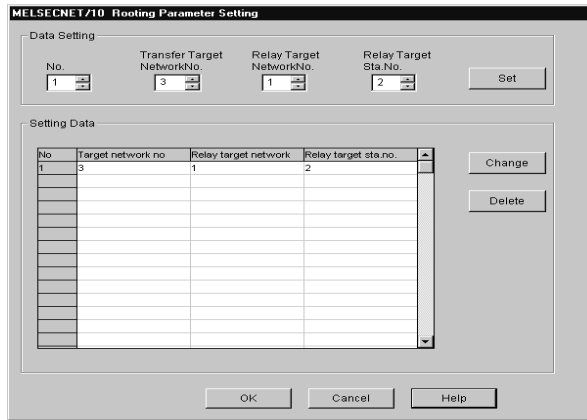 MELSECNET/10 Rooting Parameter Setting
Data Setting
No.
Transfer Target
NetworkNo.
Relay Target
NetworkNo.
Relay Target
Sta.No.
1
3
1
2
Set
Setting Data
No Target network no Relay target network Relay target sta.no.
1 3 1 2
Change
Delete
OK Cancel Help